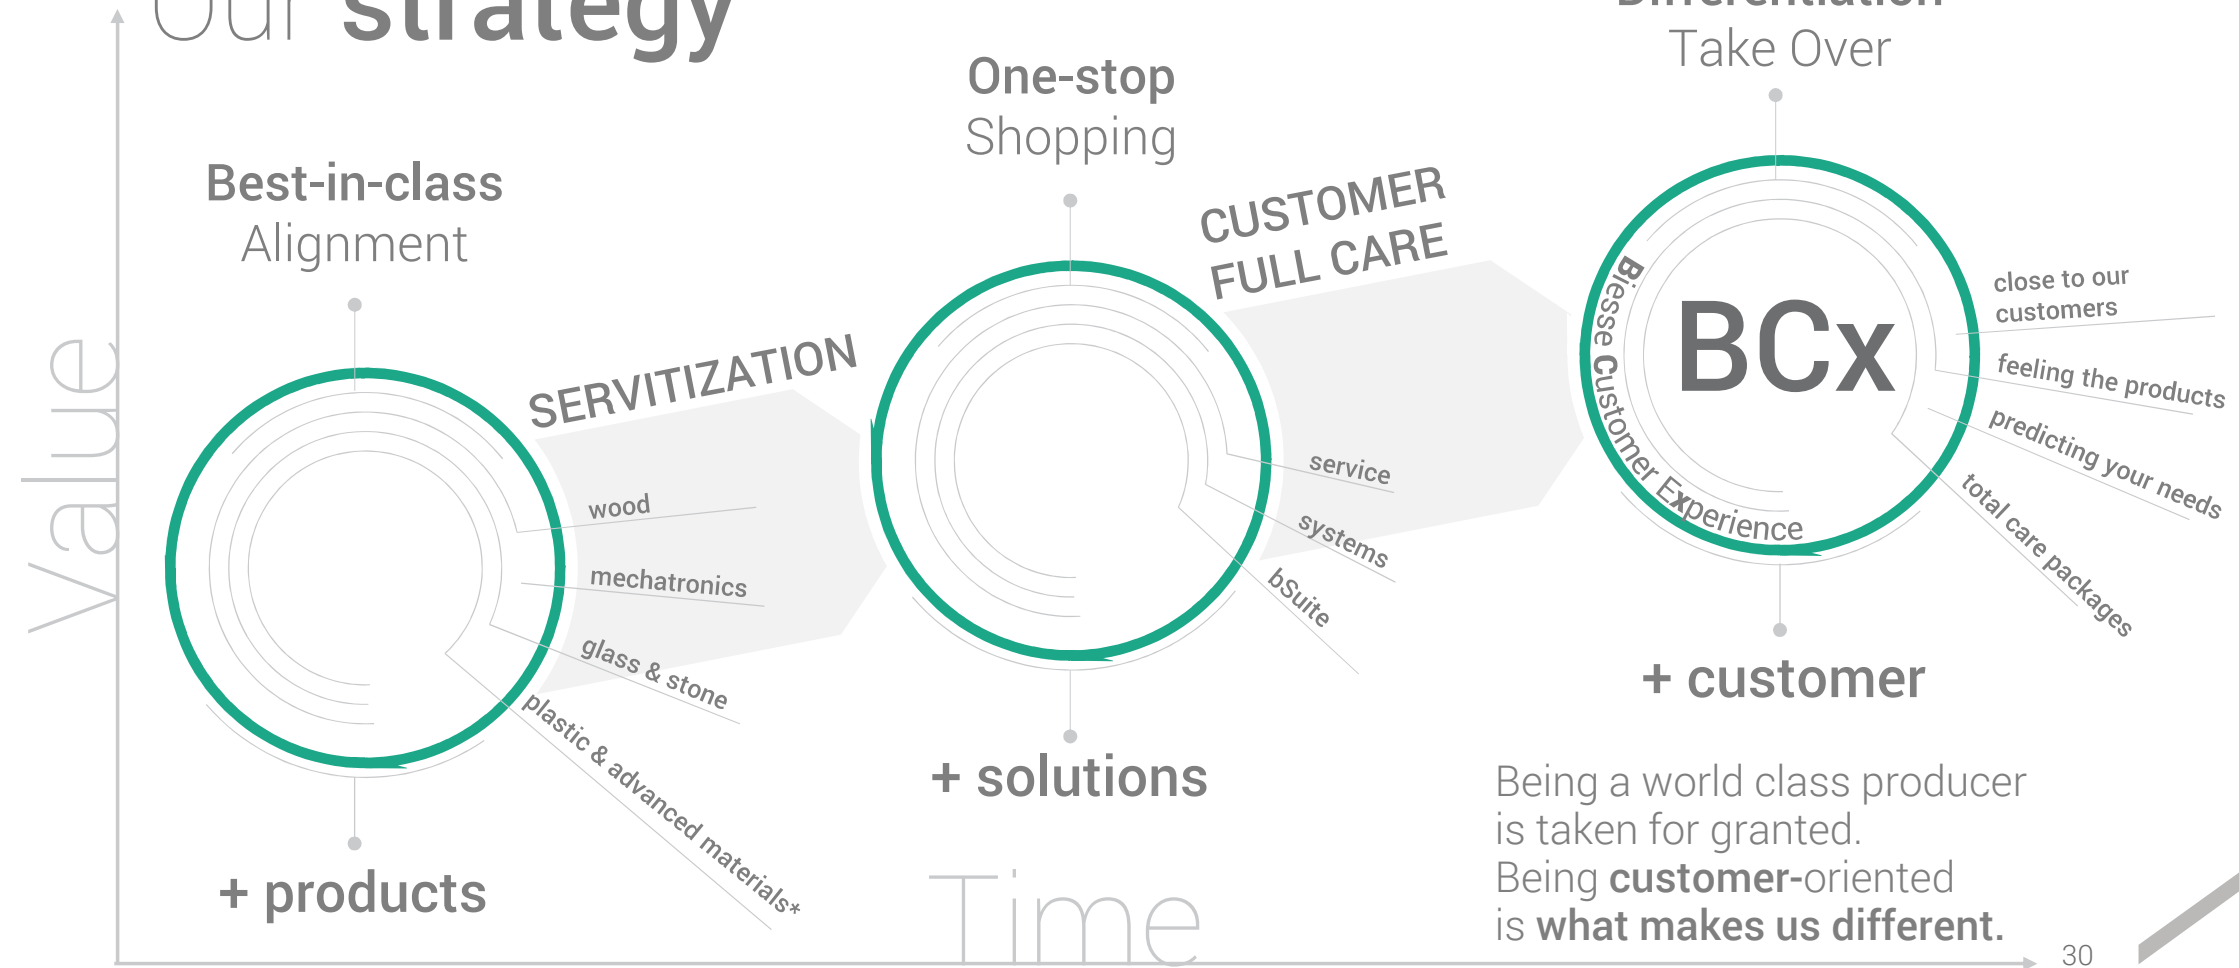 Our strategy
Differentiation
Take Over
One-stop
Shopping
Best-in-class
Alignment
CUSTOMER
FULL CARE
SERVITIZATION
Value
wood
mechatronics
glass & stone
plastic & advanced materials*
service
systems
bSuite
BCx
Biesse Customer Experience
close to our
customers
feeling the products
predicting your needs
total care packages
+ products
+ solutions
+ customer
Being a world class producer
is taken for granted.
Being customer-oriented
is what makes us different.
Time
30